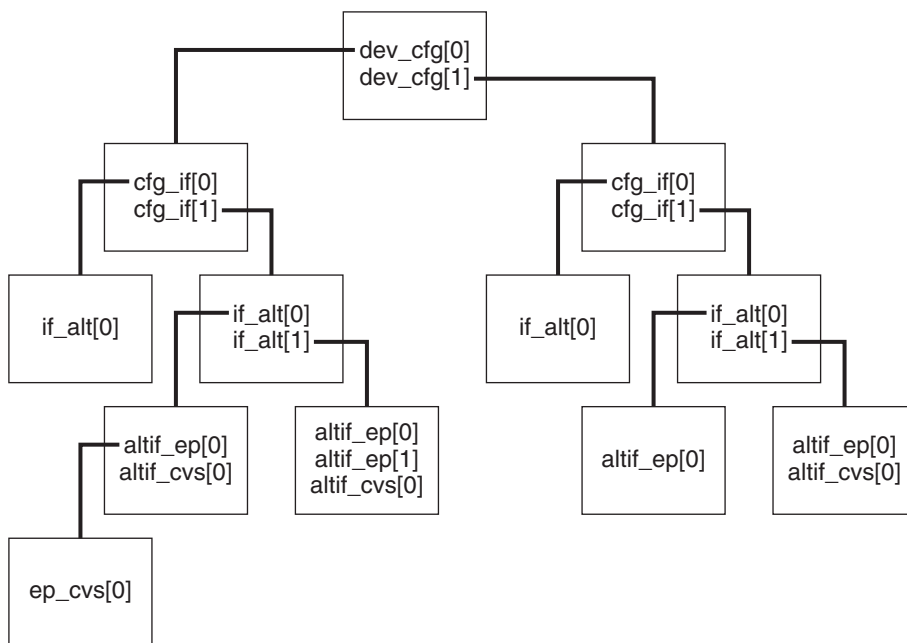 dev_cfg[0]
dev_cfg[1]
cfg_if[0]
cfg_if[1]
cfg_if[0]
cfg_if[1]
if_alt[0]
if_alt[0]
if_alt[1]
if_alt[0]
if_alt[0]
if_alt[1]
altif_ep[0]
altif_cvs[0]
altif_ep[0]
altif_ep[1]
altif_cvs[0]
altif_ep[0]
altif_ep[0]
altif_cvs[0]
ep_cvs[0]